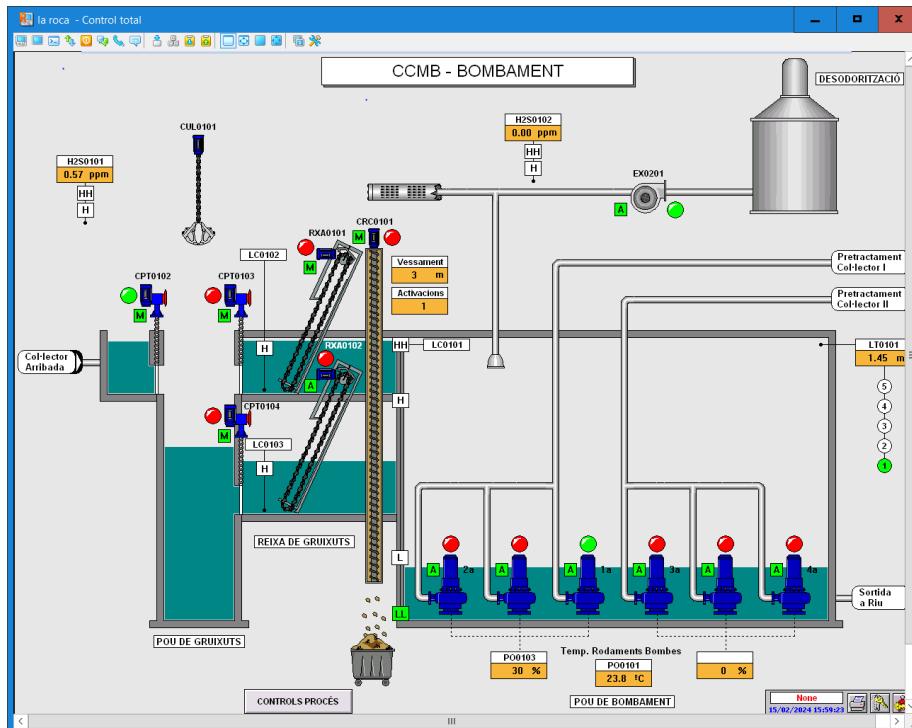 la roca - Control total
CCMB - BOMBAMENT
DESODORITZACIÓ
CUL0101
H2S0102
0.00 ppm
HH
H
H2S0101
0.57 ppm
HH
H
EX0201
A
CRC0101
M
RXA0101
M
LC0102
Vessament
3 m
Activacions
1
Pretractament
Col·lector I
Pretractament
Col·lector II
CPT0102
M
CPT0103
M
H
RXA0102
A
HH
LC0101
LT0101
1.45 m
5
4
3
2
1
Col·lector
Arribada
H
CPT0104
M
LC0103
H
REIXA DE GRUIXUTS
L
LL
A
2a
A
A
1a
A
3a
A
A
4a
Sortida
a Riu
POU DE GRUIXUTS
Temp. Rodaments Bombes
PO0103
30 %
PO0101
23.8 ºC
0 %
CONTROLS PROCÉS
POU DE BOMBAMENT
None
15/02/2024 15:59:23